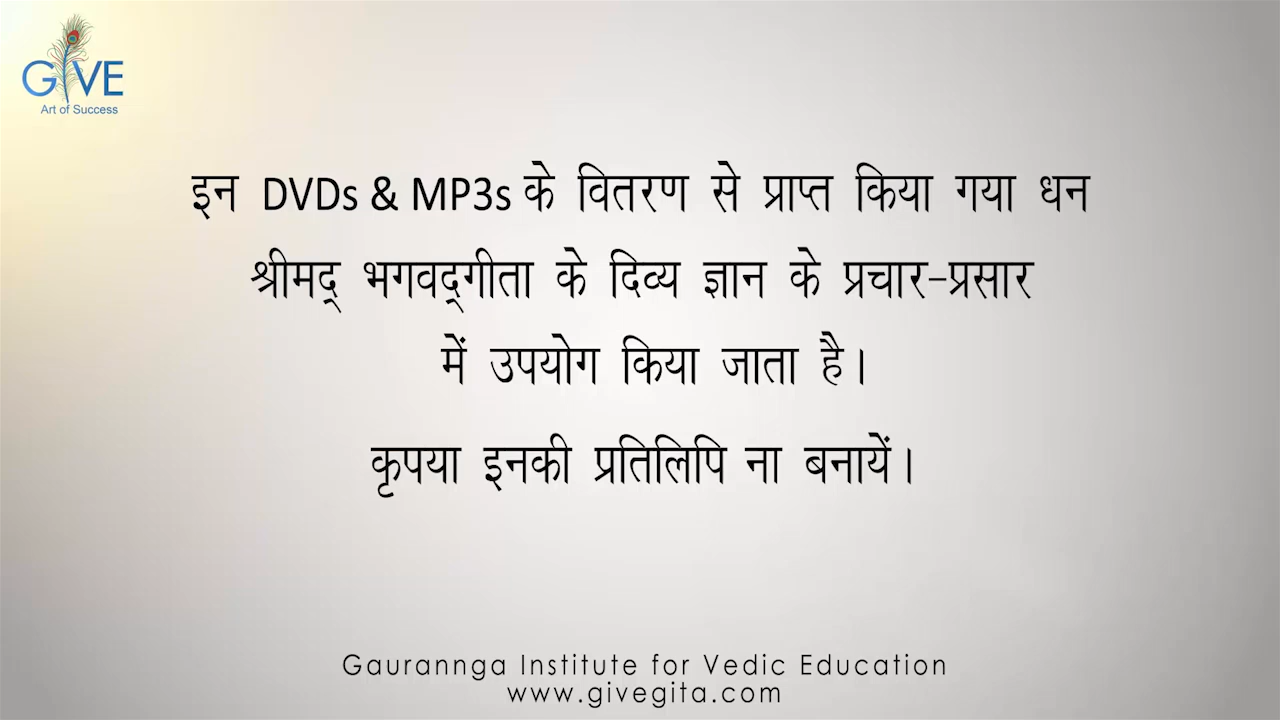 GIVE
Art of Success
इन DVDs & MP3s के वितरण से प्राप्त किया गया धन
श्रीमद् भगवद्गीता के दिव्य ज्ञान के प्रचार-प्रसार
में उपयोग किया जाता है।
कृपया इनकी प्रतिलिपि ना बनायें।
Gaurannga Institute for Vedic Education
www.givegita.com